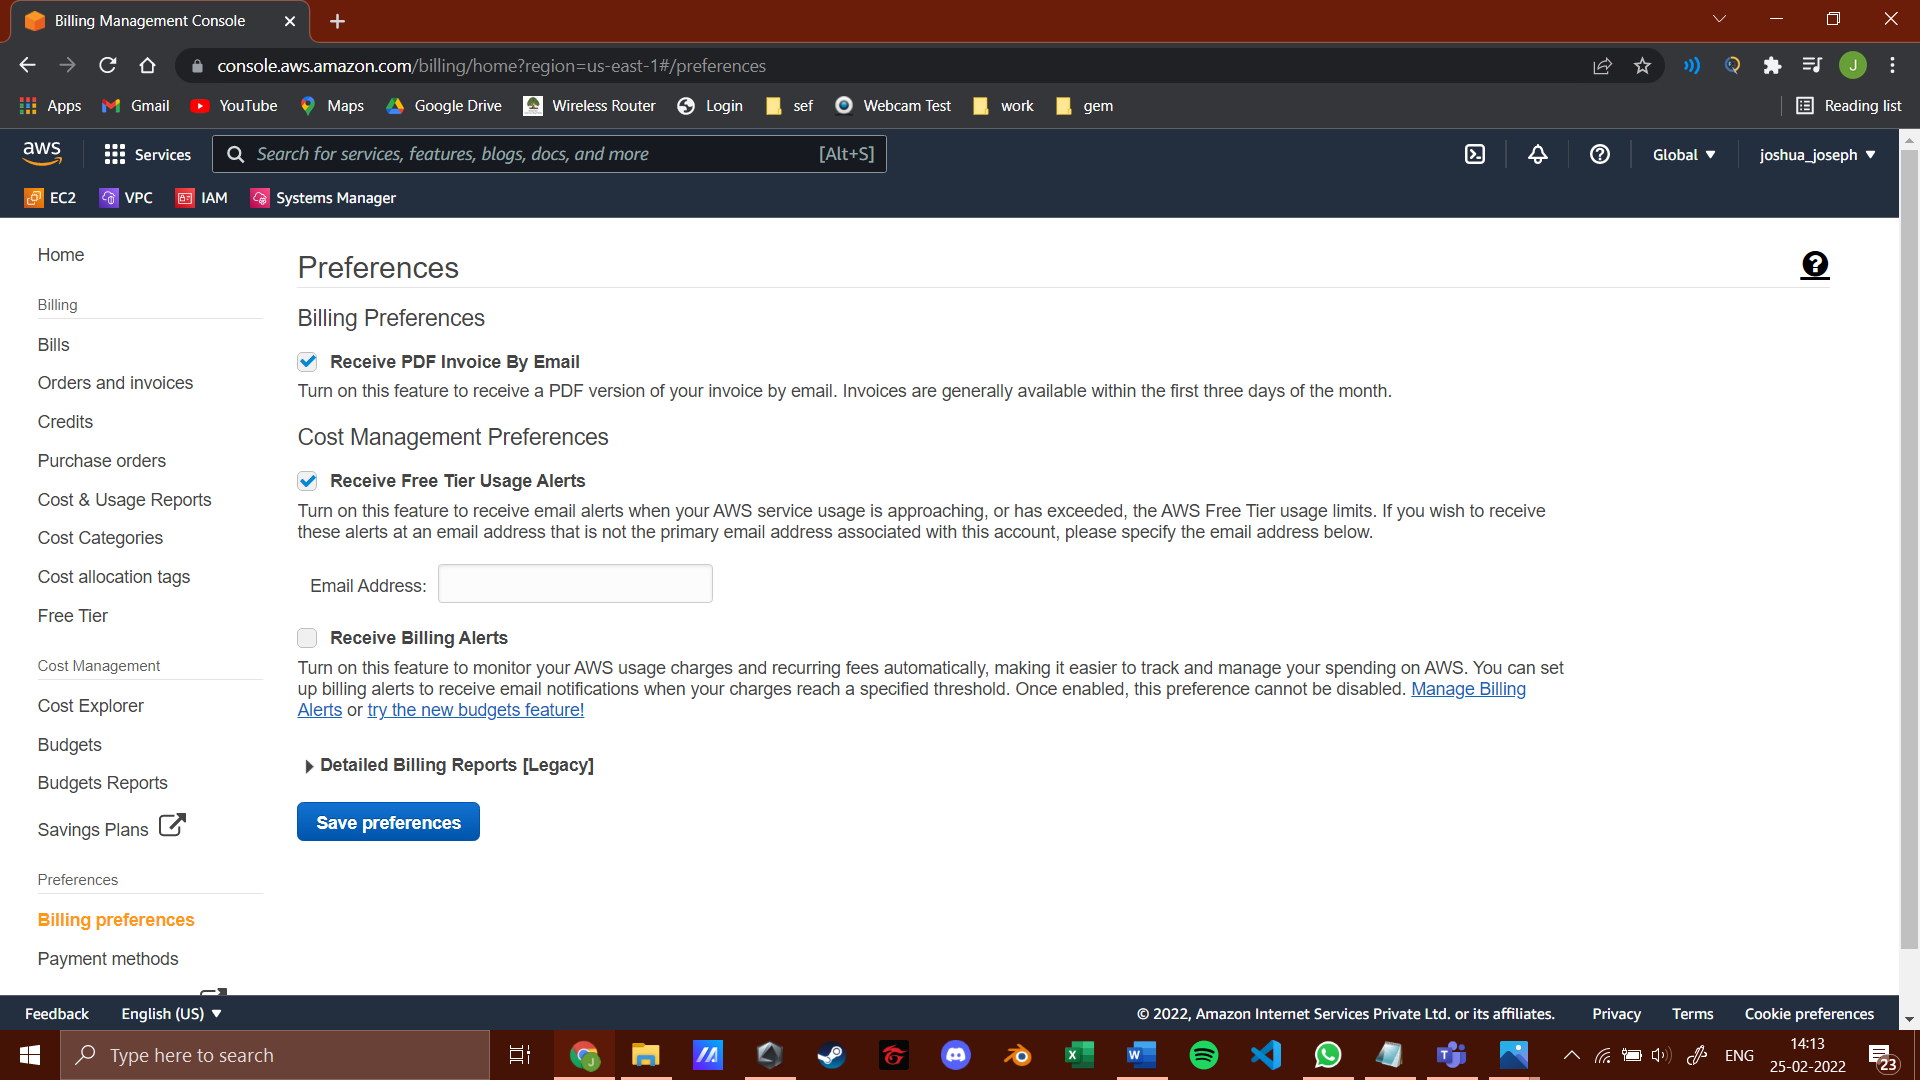 Billing Management Console
console.aws.amazon.com/billing/home?region=us-east-1#/preferences
J
Apps Gmail YouTube Maps Google Drive Wireless Router Login sef Webcam Test work gem Reading list
aws Services Search for services, features, blogs, docs, and more [Alt+S] Global joshua_joseph
EC2 VPC IAM Systems Manager
Home
Billing
Bills
Orders and invoices
Credits
Purchase orders
Cost & Usage Reports
Cost Categories
Cost allocation tags
Free Tier
Cost Management
Cost Explorer
Budgets
Budgets Reports
Savings Plans
Preferences
Billing preferences
Payment methods
Preferences
Billing Preferences
Receive PDF Invoice By Email
Turn on this feature to receive a PDF version of your invoice by email. Invoices are generally available within the first three days of the month.
Cost Management Preferences
Receive Free Tier Usage Alerts
Turn on this feature to receive email alerts when your AWS service usage is approaching, or has exceeded, the AWS Free Tier usage limits. If you wish to receive
these alerts at an email address that is not the primary email address associated with this account, please specify the email address below.
Email Address:
Receive Billing Alerts
Turn on this feature to monitor your AWS usage charges and recurring fees automatically, making it easier to track and manage your spending on AWS. You can set
up billing alerts to receive email notifications when your charges reach a specified threshold. Once enabled, this preference cannot be disabled. Manage Billing
Alerts or try the new budgets feature!
Detailed Billing Reports [Legacy]
Save preferences
Feedback English (US) © 2022, Amazon Internet Services Private Ltd. or its affiliates. Privacy Terms Cookie preferences
Type here to search
ENG
14:13
25-02-2022
23